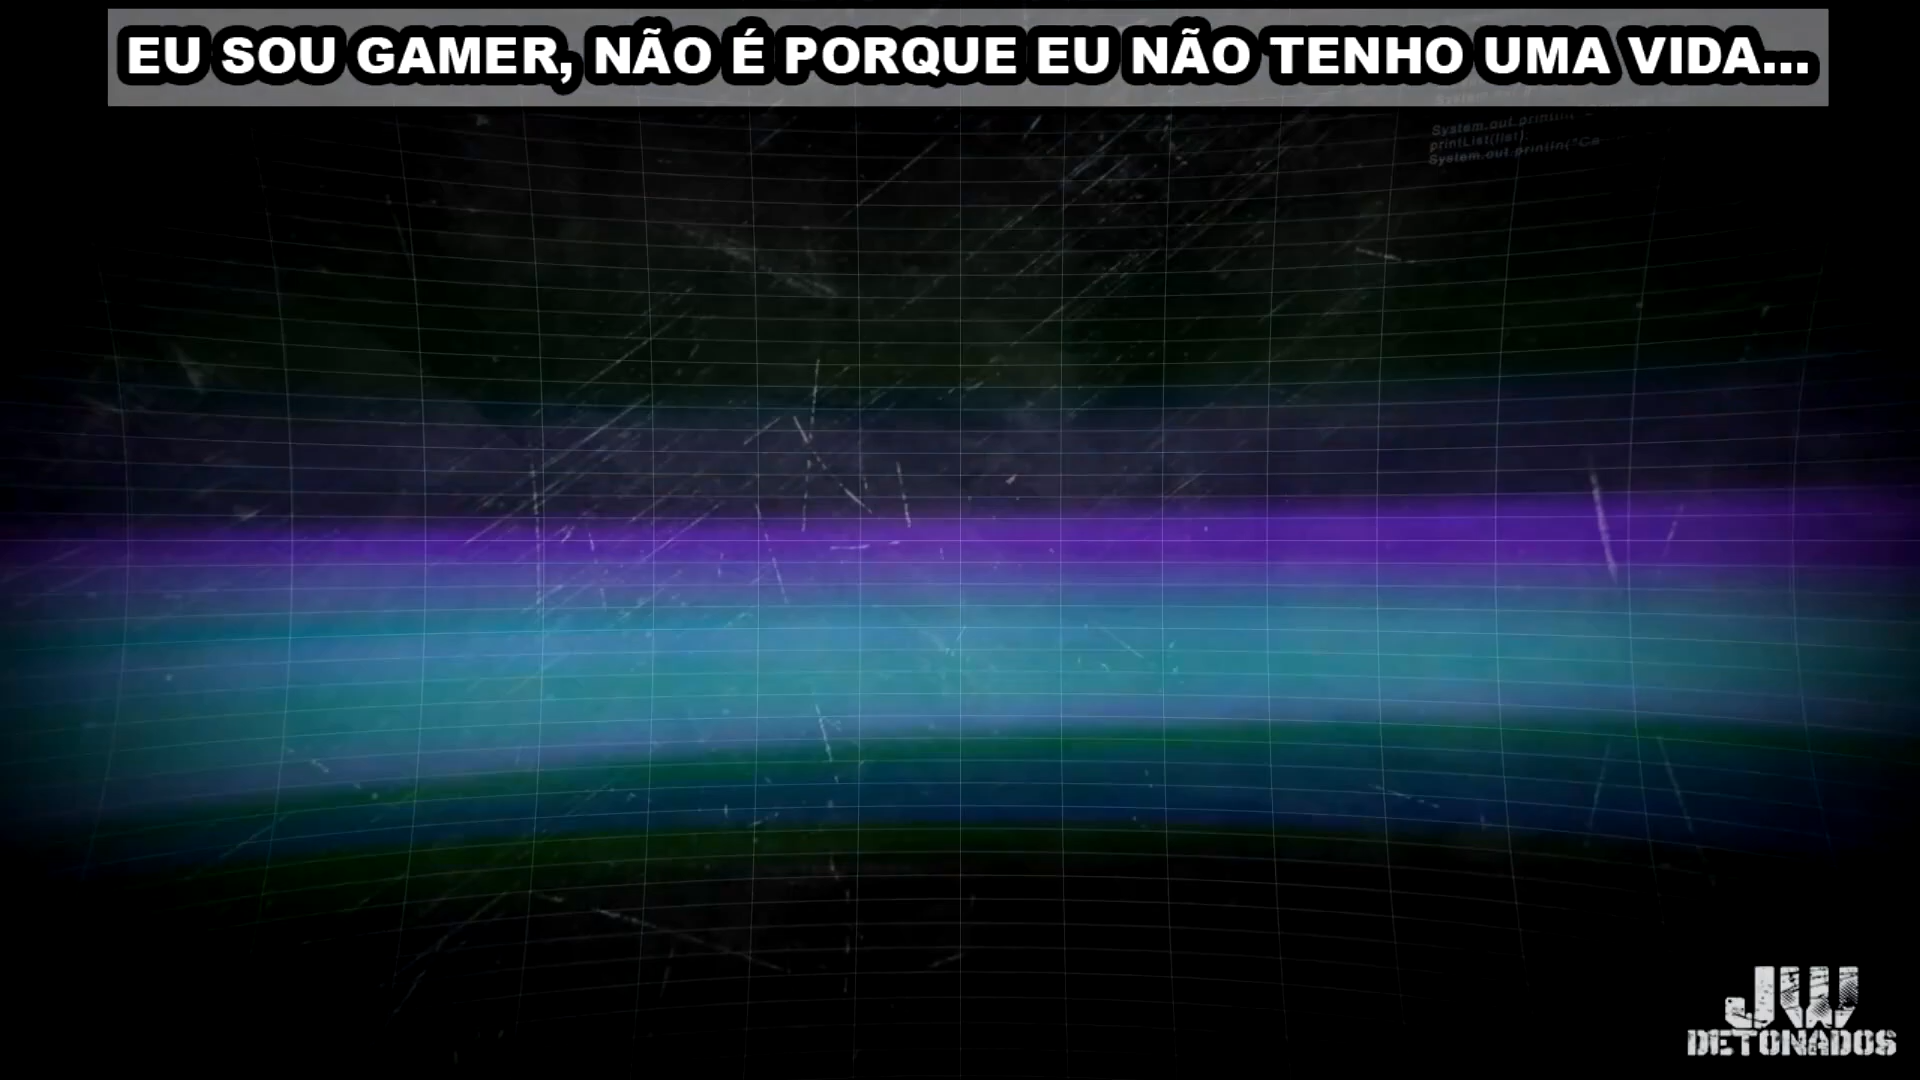 EU SOU GAMER, NÃO É PORQUE EU NÃO TENHO UMA VIDA...
System.out.println(
printList(list);
System.out.println("Ca
JW
DETONADOS